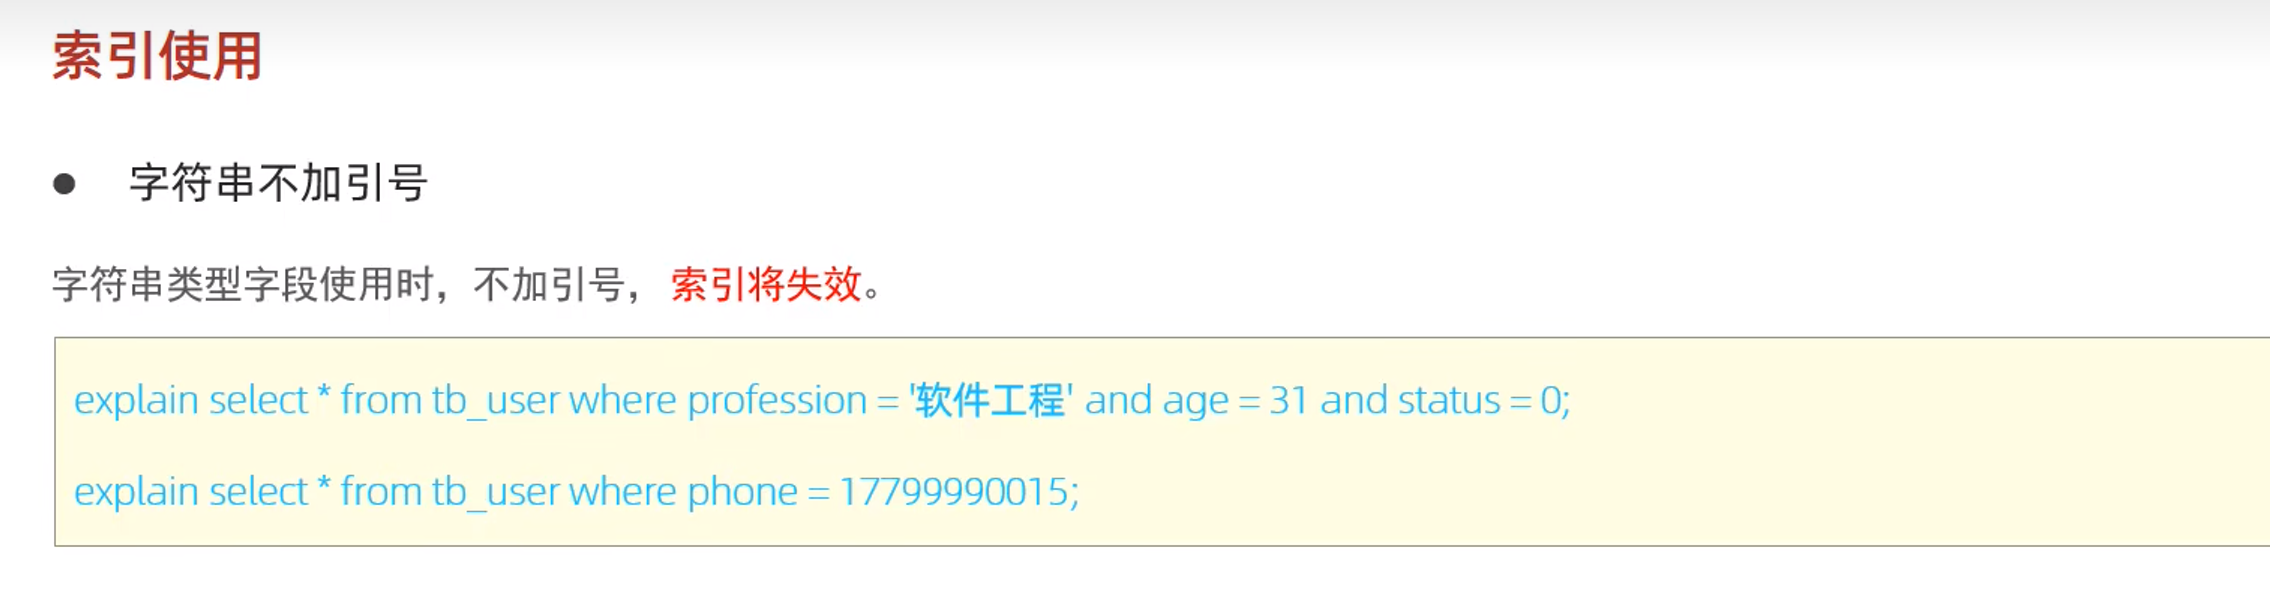 索引使用
● 字符串不加引号
字符串类型字段使用时，不加引号， 索引将失效。
explain select * from tb_user where profession = '软件工程' and age = 31 and status = 0;
explain select * from tb_user where phone = 17799990015;